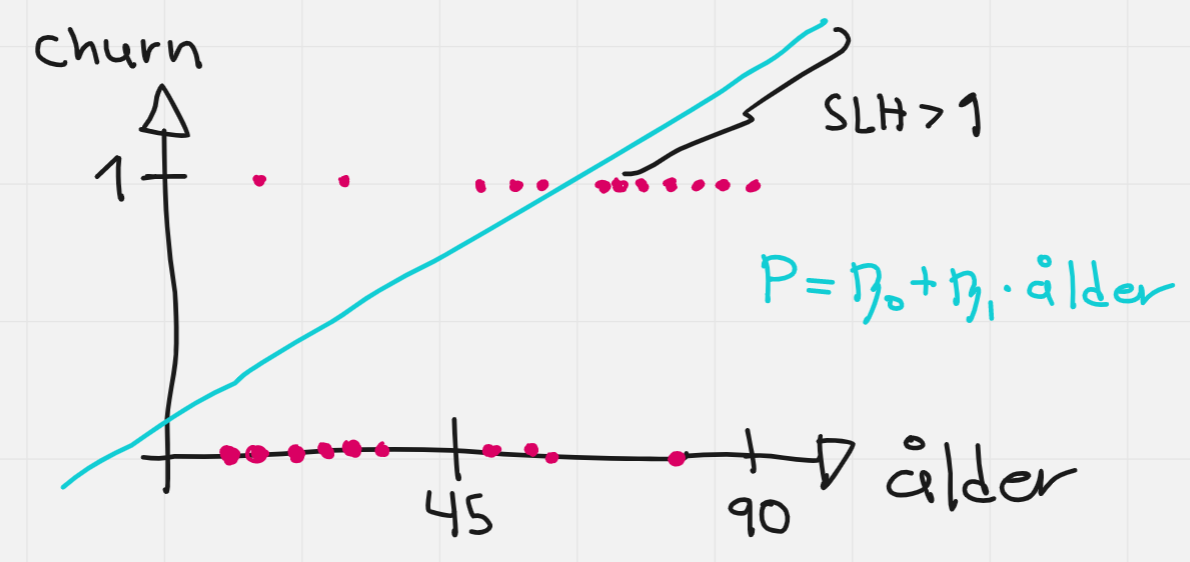 churn
1
SLH > 1
P = β₀ + β₁ · ålder
45
90
ålder